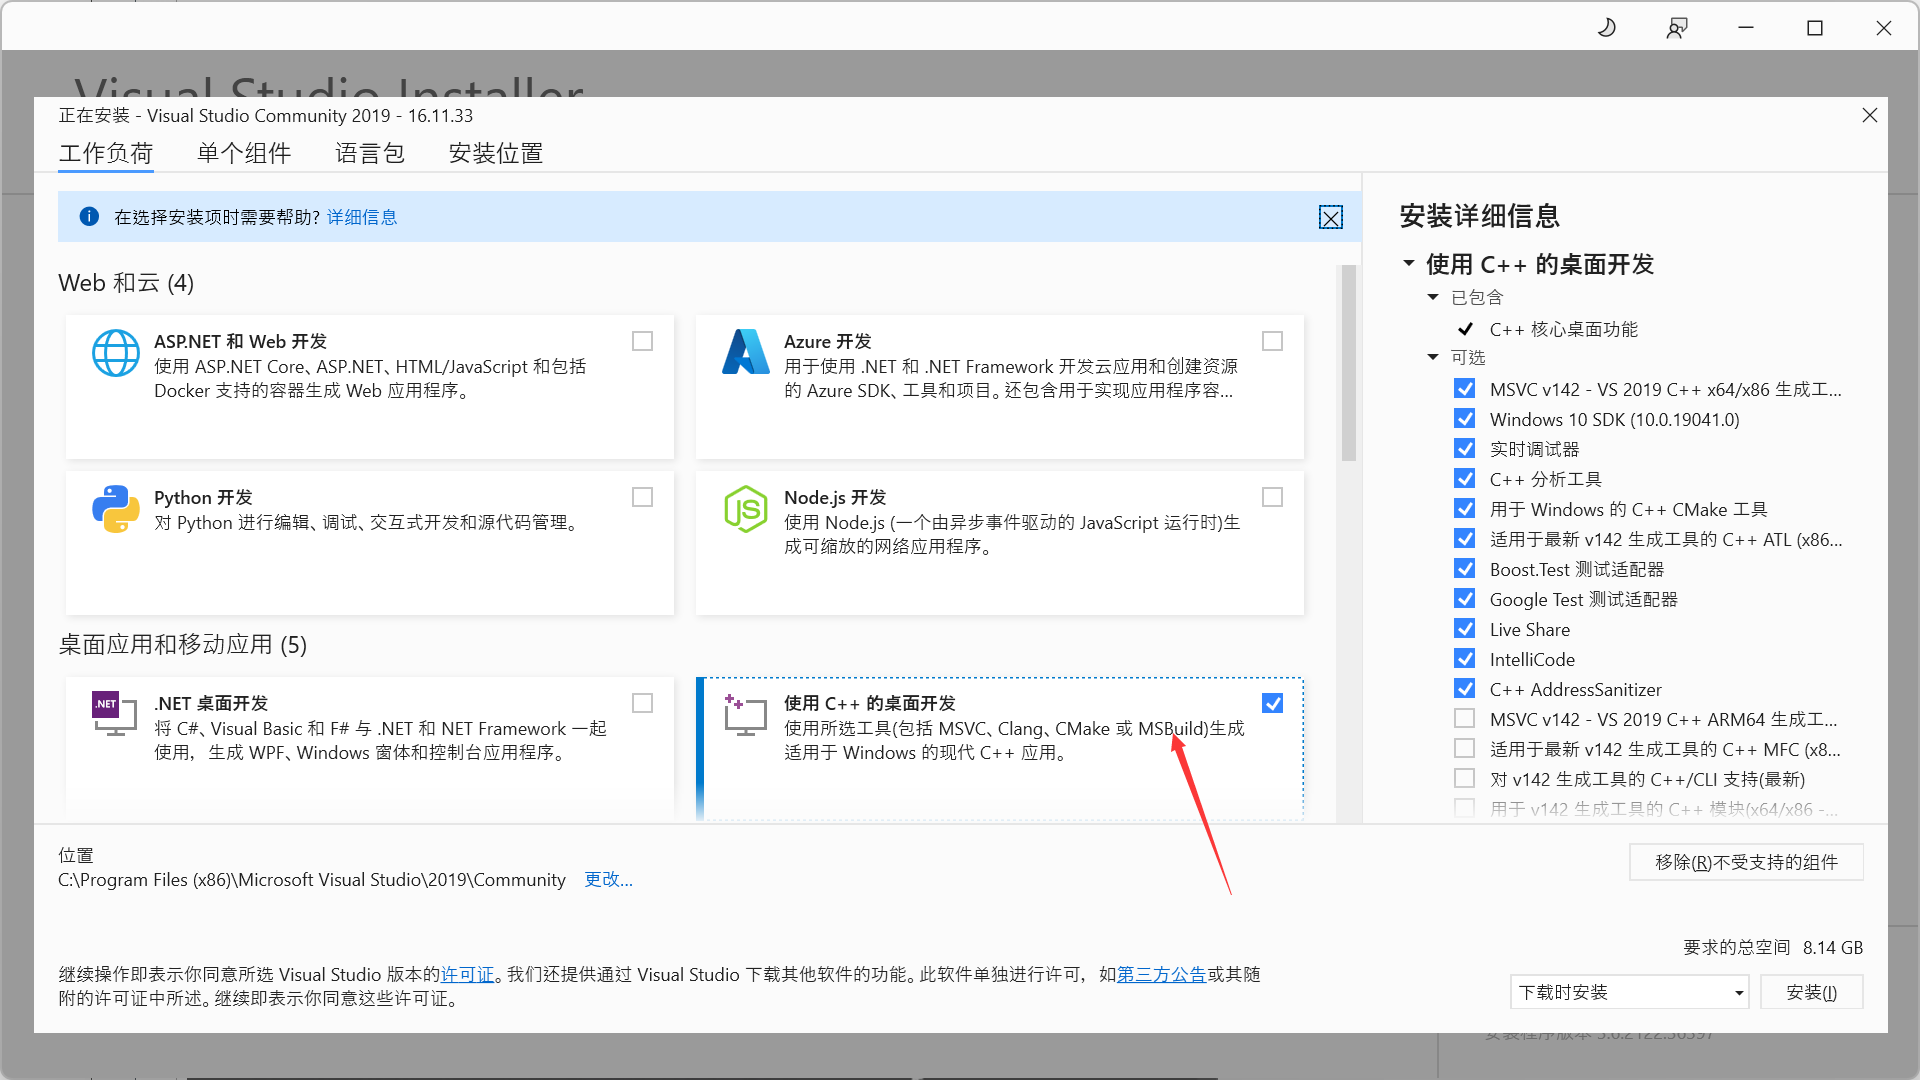 Visual Studio Installer
正在安装 - Visual Studio Community 2019 - 16.11.33
工作负荷 单个组件 语言包 安装位置
在选择安装项时需要帮助? 详细信息
Web 和云 (4)
ASP.NET 和 Web 开发
使用 ASP.NET Core、ASP.NET、HTML/JavaScript 和包括
Docker 支持的容器生成 Web 应用程序。
Azure 开发
用于使用 .NET 和 .NET Framework 开发云应用和创建资源
的 Azure SDK、工具和项目。还包含用于实现应用程序容...
Python 开发
对 Python 进行编辑、调试、交互式开发和源代码管理。
JS
Node.js 开发
使用 Node.js (一个由异步事件驱动的 JavaScript 运行时)生
成可缩放的网络应用程序。
桌面应用和移动应用 (5)
.NET
.NET 桌面开发
将 C#、Visual Basic 和 F# 与 .NET 和 .NET Framework 一起
使用，生成 WPF、Windows 窗体和控制台应用程序。
使用 C++ 的桌面开发
使用所选工具(包括 MSVC、Clang、CMake 或 MSBuild)生成
适用于 Windows 的现代 C++ 应用。
安装详细信息
使用 C++ 的桌面开发
已包含
C++ 核心桌面功能
可选
MSVC v142 - VS 2019 C++ x64/x86 生成工...
Windows 10 SDK (10.0.19041.0)
实时调试器
C++ 分析工具
用于 Windows 的 C++ CMake 工具
适用于最新 v142 生成工具的 C++ ATL (x86...
Boost.Test 测试适配器
Google Test 测试适配器
Live Share
IntelliCode
C++ AddressSanitizer
MSVC v142 - VS 2019 C++ ARM64 生成工...
适用于最新 v142 生成工具的 C++ MFC (x8...
对 v142 生成工具的 C++/CLI 支持(最新)
用于 v142 生成工具的 C++ 模块(x64/x86 -...
位置
C:\Program Files (x86)\Microsoft Visual Studio\2019\Community 更改...
移除(R)不受支持的组件
要求的总空间 8.14 GB
继续操作即表示你同意所选 Visual Studio 版本的许可证。我们还提供通过 Visual Studio 下载其他软件的功能。此软件单独进行许可，如第三方公告或其随
附的许可证中所述。继续即表示你同意这些许可证。
下载时安装 安装(I)
安装程序版本